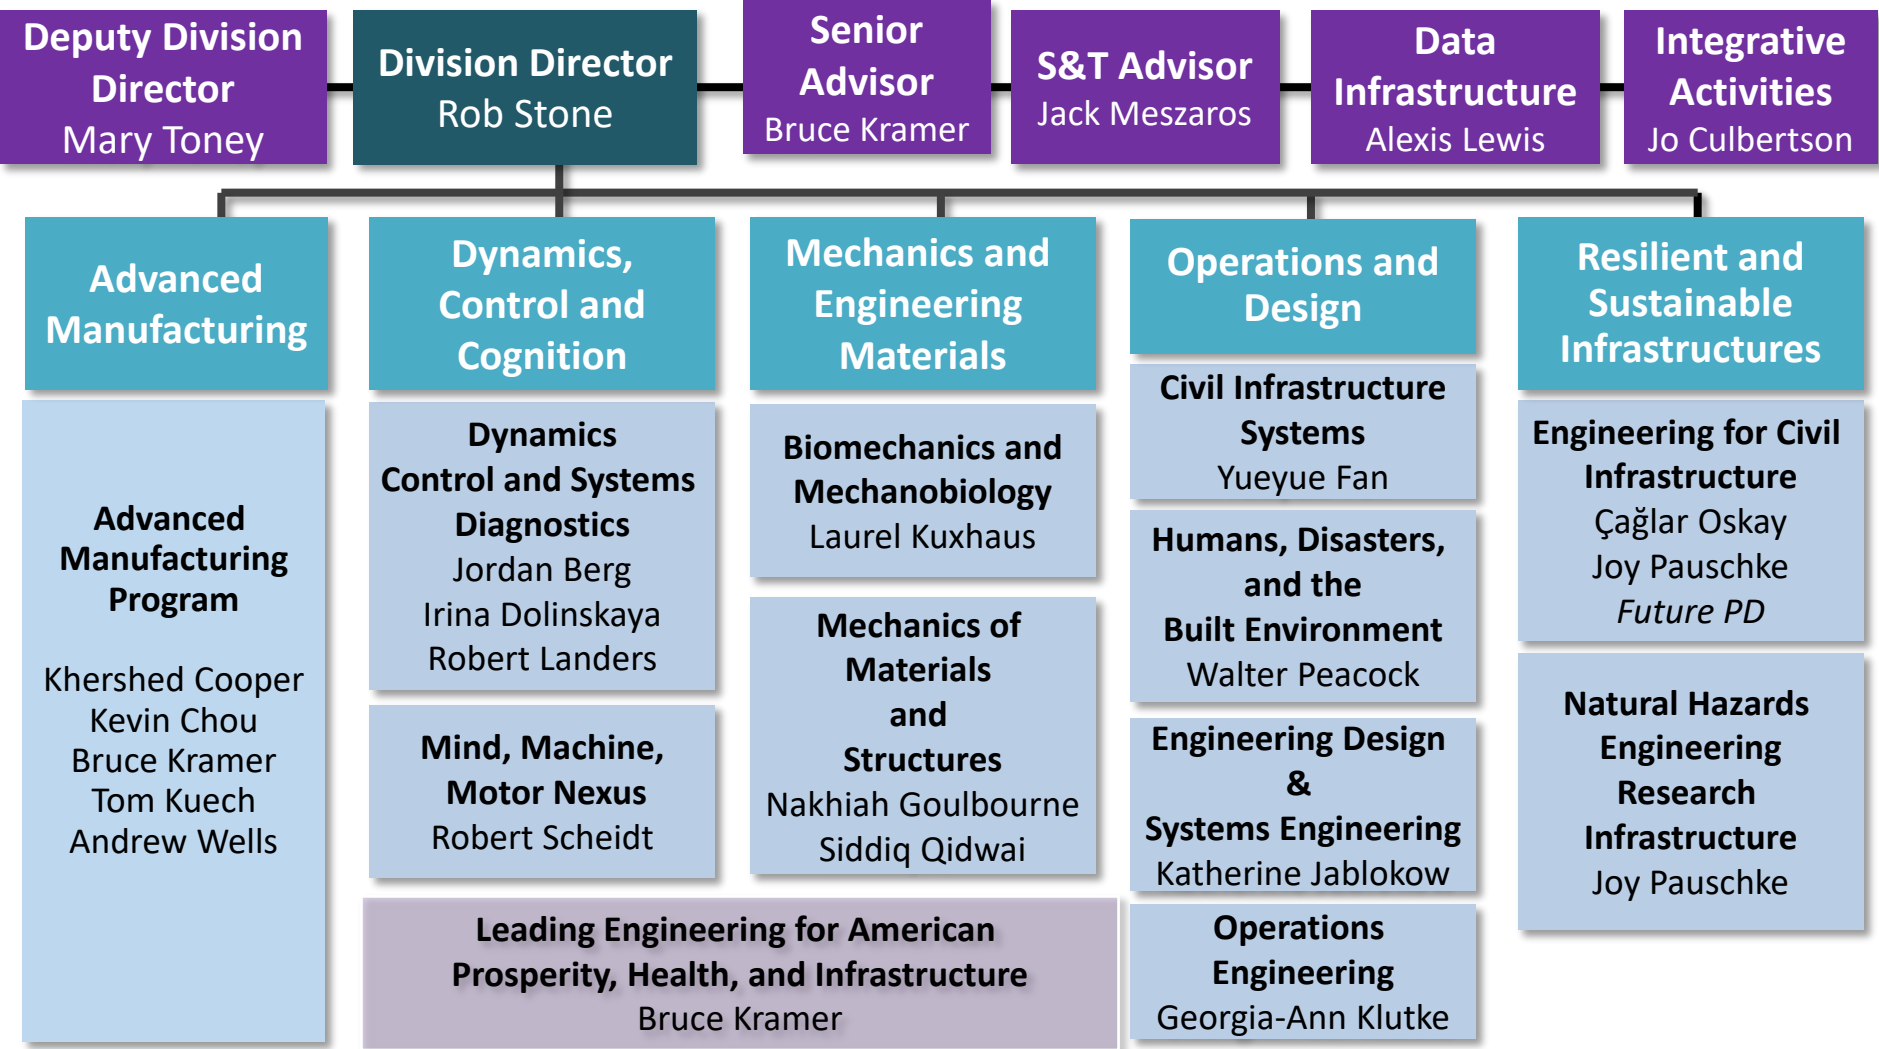 Deputy Division
Director
Mary Toney
Division Director
Rob Stone
Senior
Advisor
Bruce Kramer
S&T Advisor
Jack Meszaros
Data
Infrastructure
Alexis Lewis
Integrative
Activities
Jo Culbertson
Advanced
Manufacturing
Advanced
Manufacturing
Program
Khershed Cooper
Kevin Chou
Bruce Kramer
Tom Kuech
Andrew Wells
Dynamics,
Control and
Cognition
Dynamics
Control and Systems
Diagnostics
Jordan Berg
Irina Dolinskaya
Robert Landers
Mind, Machine,
Motor Nexus
Robert Scheidt
Mechanics and
Engineering
Materials
Biomechanics and
Mechanobiology
Laurel Kuxhaus
Mechanics of
Materials
and
Structures
Nakhiah Goulbourne
Siddiq Qidwai
Leading Engineering for American
Prosperity, Health, and Infrastructure
Bruce Kramer
Operations and
Design
Civil Infrastructure
Systems
Yueyue Fan
Humans, Disasters,
and the
Built Environment
Walter Peacock
Engineering Design
&
Systems Engineering
Katherine Jablokow
Operations
Engineering
Georgia-Ann Klutke
Resilient and
Sustainable
Infrastructures
Engineering for Civil
Infrastructure
Çağlar Oskay
Joy Pauschke
Future PD
Natural Hazards
Engineering
Research
Infrastructure
Joy Pauschke